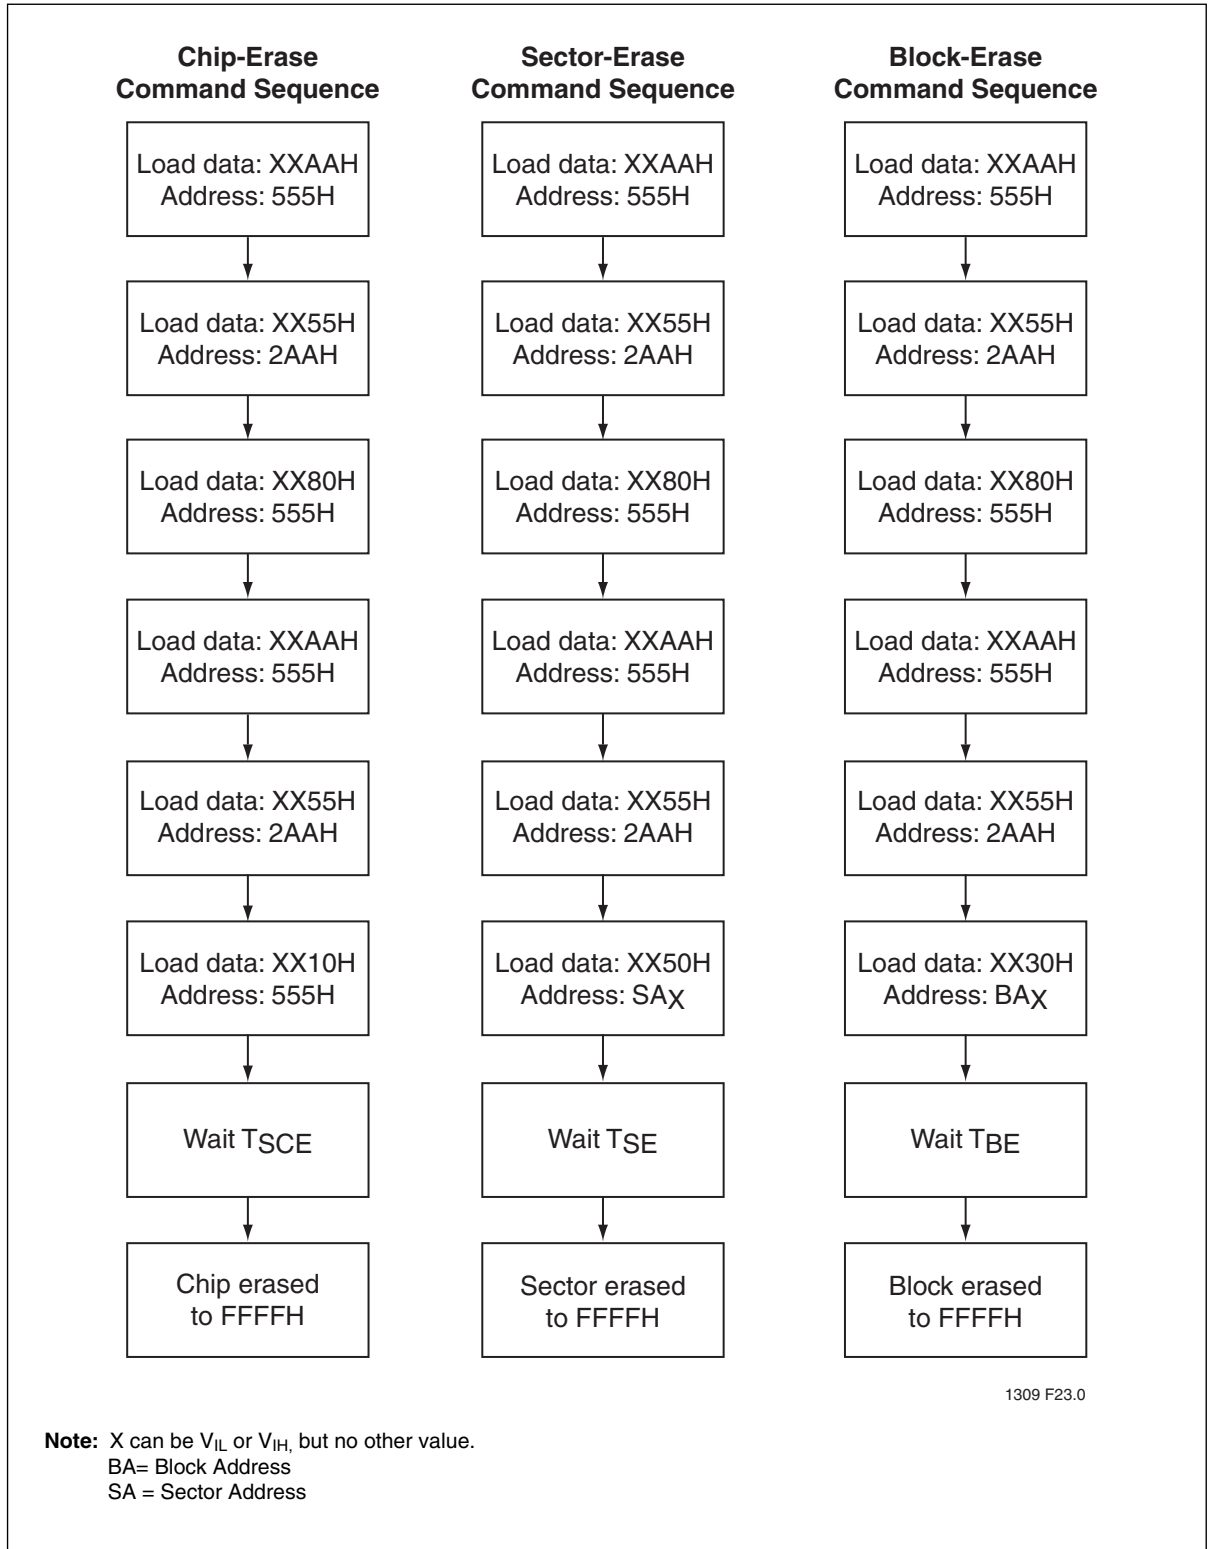 Chip-Erase
Command Sequence
Load data: XXAAH
Address: 555H
Load data: XX55H
Address: 2AAH
Load data: XX80H
Address: 555H
Load data: XXAAH
Address: 555H
Load data: XX55H
Address: 2AAH
Load data: XX10H
Address: 555H
Wait TSCE
Chip erased
to FFFFH
Sector-Erase
Command Sequence
Load data: XXAAH
Address: 555H
Load data: XX55H
Address: 2AAH
Load data: XX80H
Address: 555H
Load data: XXAAH
Address: 555H
Load data: XX55H
Address: 2AAH
Load data: XX50H
Address: SAX
Wait TSE
Sector erased
to FFFFH
Block-Erase
Command Sequence
Load data: XXAAH
Address: 555H
Load data: XX55H
Address: 2AAH
Load data: XX80H
Address: 555H
Load data: XXAAH
Address: 555H
Load data: XX55H
Address: 2AAH
Load data: XX30H
Address: BAX
Wait TBE
Block erased
to FFFFH
1309 F23.0
Note: X can be VIL or VIH, but no other value.
BA= Block Address
SA = Sector Address